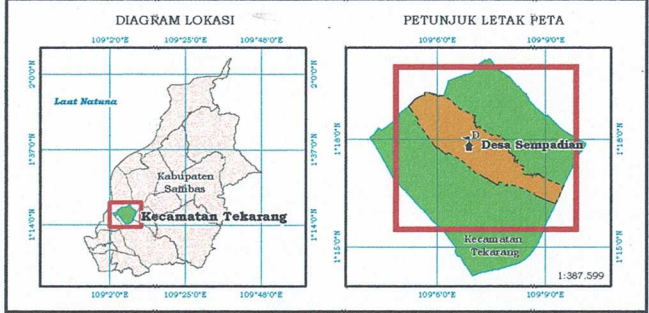 DIAGRAM LOKASI
109°2'0"E 109°25'0"E 109°48'0"E
2°0'0"N
2°0'0"N
Laut Natuna
1°37'0"N
1°37'0"N
Kabupaten
Sambas
Kecamatan Tekarang
1°14'0"N
1°14'0"N
109°2'0"E 109°25'0"E 109°48'0"E
PETUNJUK LETAK PETA
109°6'0"E 109°9'0"E
1°18'0"N
1°18'0"N
D
Desa Sempadian
Kecamatan
Tekarang
1°15'0"N
1°15'0"N
1:387.599
109°6'0"E 109°9'0"E